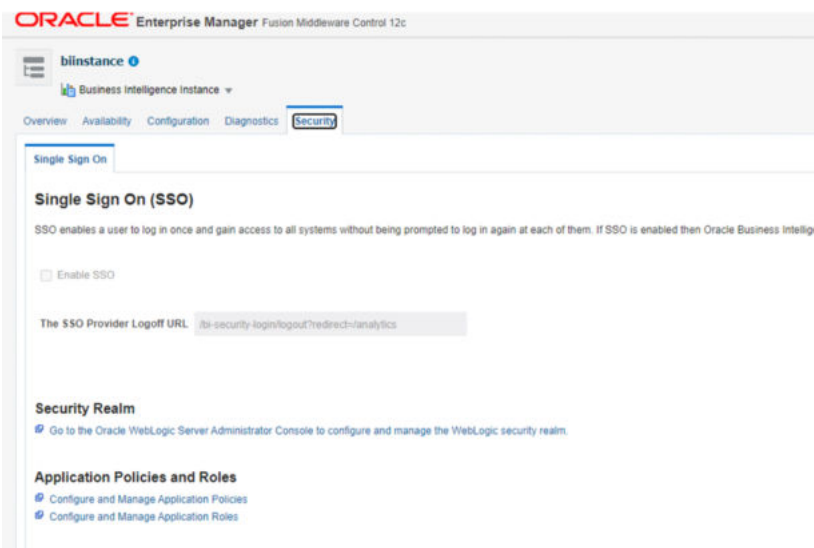 ORACLE Enterprise Manager Fusion Middleware Control 12c
biinstance
Business Intelligence Instance
Overview Availability Configuration Diagnostics Security
Single Sign On
Single Sign On (SSO)
SSO enables a user to log in once and gain access to all systems without being prompted to log in again at each of them. If SSO is enabled then Oracle Business Intellig
Enable SSO
The SSO Provider Logoff URL /bi-security-login/logout?redirect=/analytics
Security Realm
Go to the Oracle WebLogic Server Administrator Console to configure and manage the WebLogic security realm.
Application Policies and Roles
Configure and Manage Application Policies
Configure and Manage Application Roles